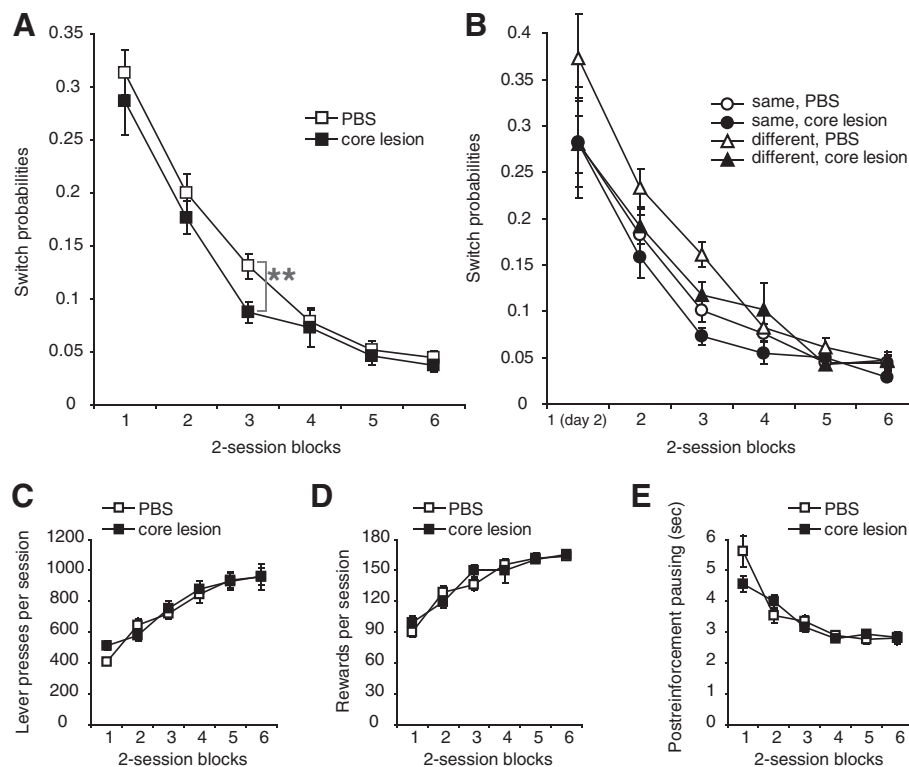 A
0.35
0.3
0.25
0.2
0.15
0.1
0.05
0
Switch probabilities
PBS
core lesion
**
1 2 3 4 5 6
2-session blocks
B
0.4
0.35
0.3
0.25
0.2
0.15
0.1
0.05
0
Switch probabilities
same, PBS
same, core lesion
different, PBS
different, core lesion
1 (day 2) 2 3 4 5 6
2-session blocks
C
PBS
core lesion
1200
1000
800
600
400
200
0
Lever presses per session
1 2 3 4 5 6
2-session blocks
D
PBS
core lesion
180
150
120
90
60
30
0
Rewards per session
1 2 3 4 5 6
2-session blocks
E
PBS
core lesion
6
5
4
3
2
1
0
Postreinforcement pausing (sec)
1 2 3 4 5 6
2-session blocks